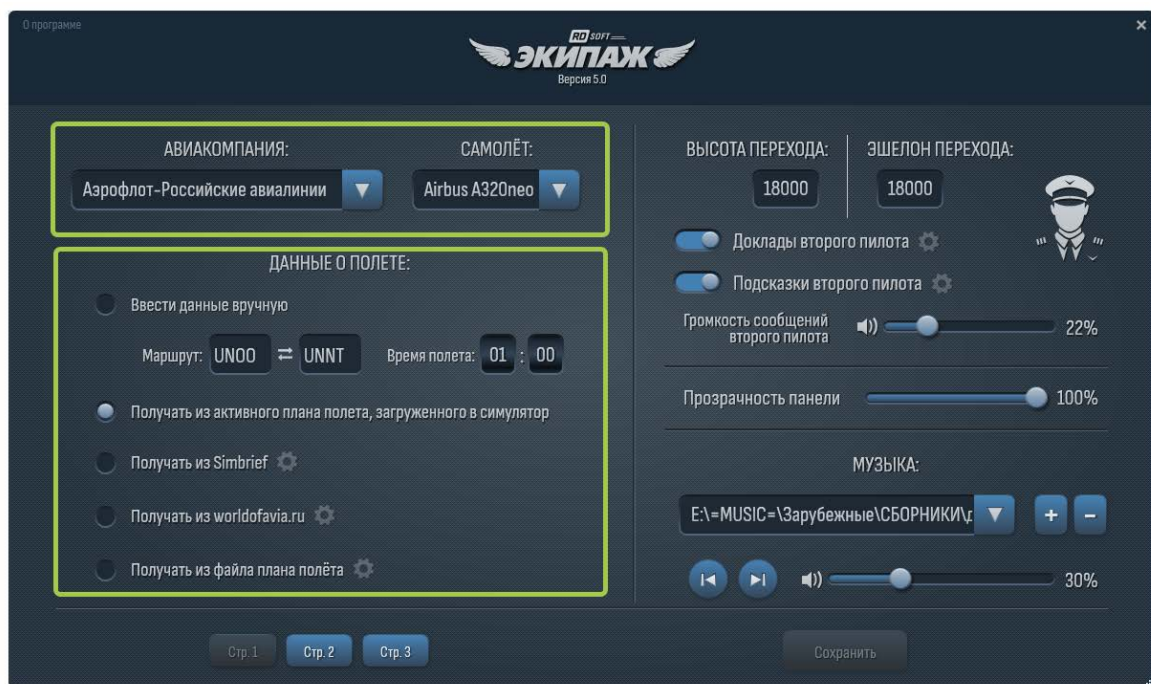 О программе
RD SOFT
ЭКИПАЖ
Версия 5.0
АВИАКОМПАНИЯ:
САМОЛЁТ:
Аэрофлот-Российские авиалинии
Airbus A320neo
ДАННЫЕ О ПОЛЕТЕ:
Ввести данные вручную
Маршрут: UNOO ⇄ UNNT Время полета: 01 : 00
Получать из активного плана полета, загруженного в симулятор
Получать из Simbrief
Получать из worldofavia.ru
Получать из файла плана полёта
ВЫСОТА ПЕРЕХОДА:
ЭШЕЛОН ПЕРЕХОДА:
18000
18000
Доклады второго пилота
Подсказки второго пилота
Громкость сообщений
второго пилота
22%
Прозрачность панели
100%
МУЗЫКА:
E:\=MUSIC=\Зарубежные\СБОРНИКИ\
+ -
30%
Стр. 1
Стр. 2
Стр. 3
Сохранить